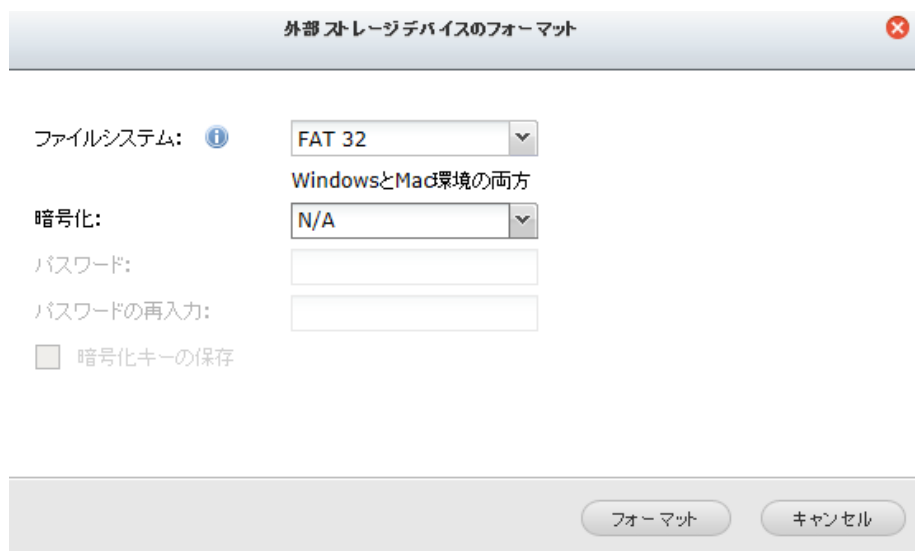 外部ストレージデバイスのフォーマット
ファイルシステム:
FAT 32
WindowsとMac環境の両方
暗号化:
N/A
パスワード:
パスワードの再入力:
暗号化キーの保存
フォーマット
キャンセル